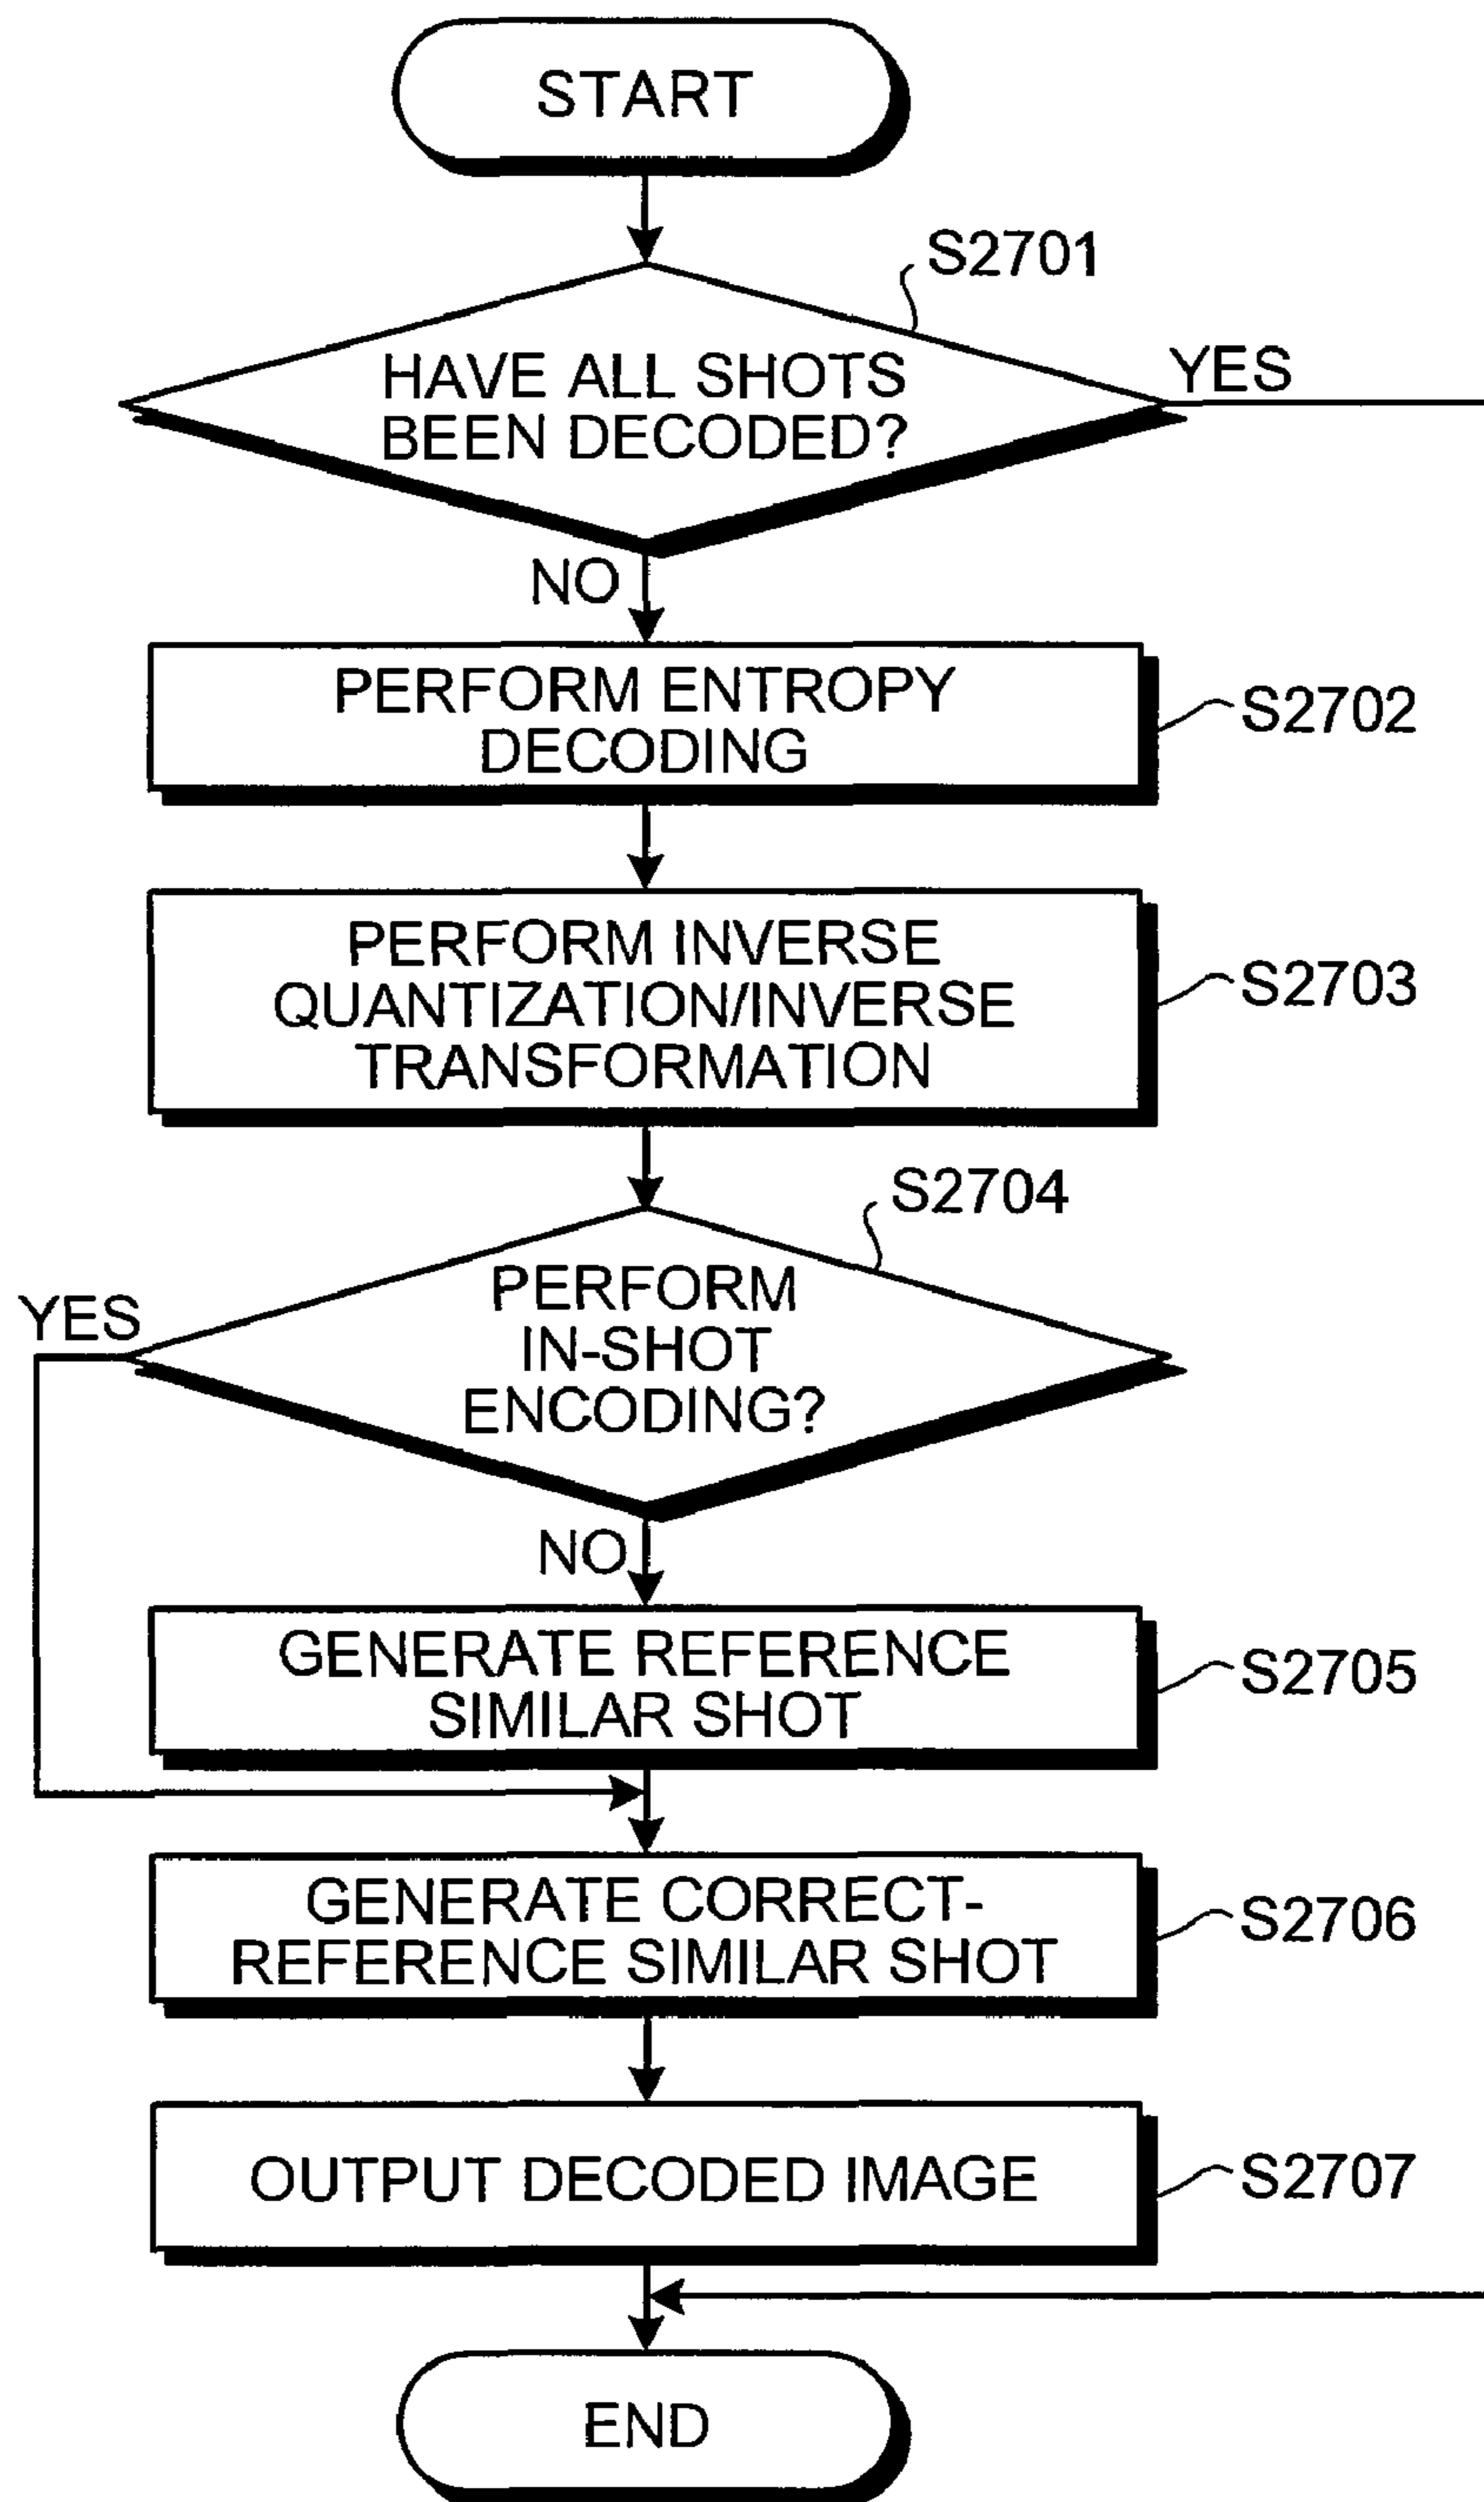 START
S2701
HAVE ALL SHOTS
BEEN DECODED?
YES
NO
PERFORM ENTROPY
DECODING
S2702
PERFORM INVERSE
QUANTIZATION/INVERSE
TRANSFORMATION
S2703
S2704
PERFORM
IN-SHOT
ENCODING?
YES
NO
GENERATE REFERENCE
SIMILAR SHOT
S2705
GENERATE CORRECT-
REFERENCE SIMILAR SHOT
S2706
OUTPUT DECODED IMAGE
S2707
END